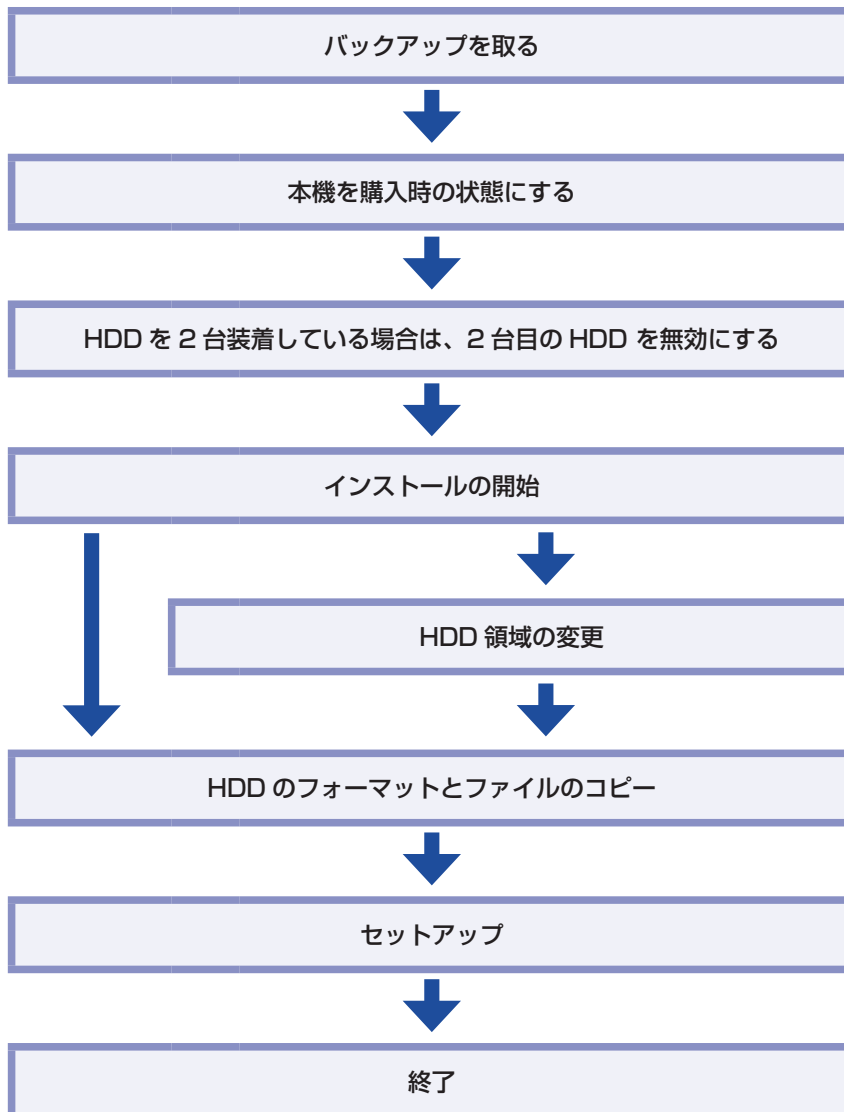 バックアップを取る
本機を購入時の状態にする
HDD を 2 台装着している場合は、2 台目の HDD を無効にする
インストールの開始
HDD 領域の変更
HDD のフォーマットとファイルのコピー
セットアップ
終了